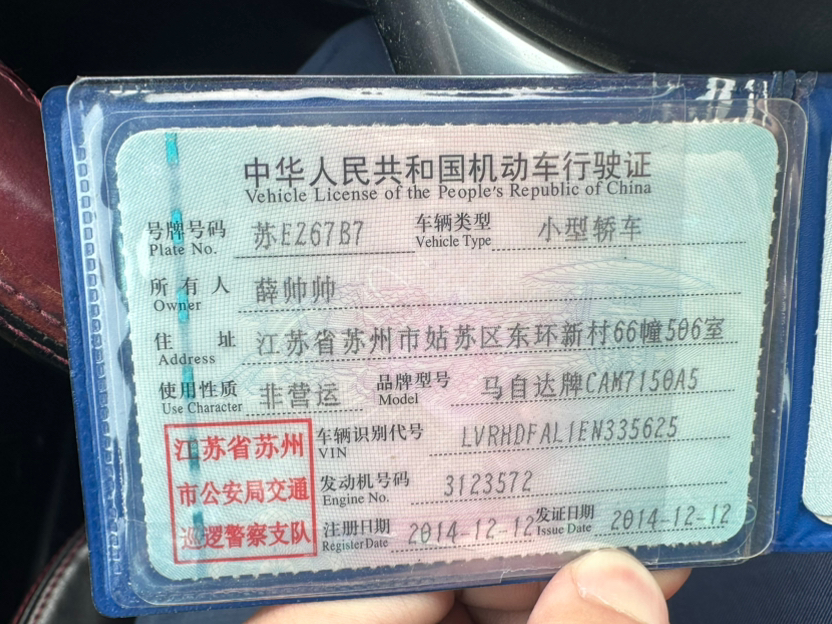 中华人民共和国机动车行驶证
Vehicle License of the People's Republic of China
号牌号码 苏EZ67B7 车辆类型 小型轿车
Plate No. Vehicle Type
所有人 薛帅帅
Owner
住址 江苏省苏州市姑苏区东环新村66幢506室
Address
使用性质 非营运 品牌型号 马自达牌CAM7150A5
Use Character Model
江苏省苏州
市公安局交通
巡逻警察支队
车辆识别代号 LVRHDFAL1EN335625
VIN
发动机号码 3123572
Engine No.
注册日期 2014-12-12 发证日期 2014-12-12
Register Date Issue Date